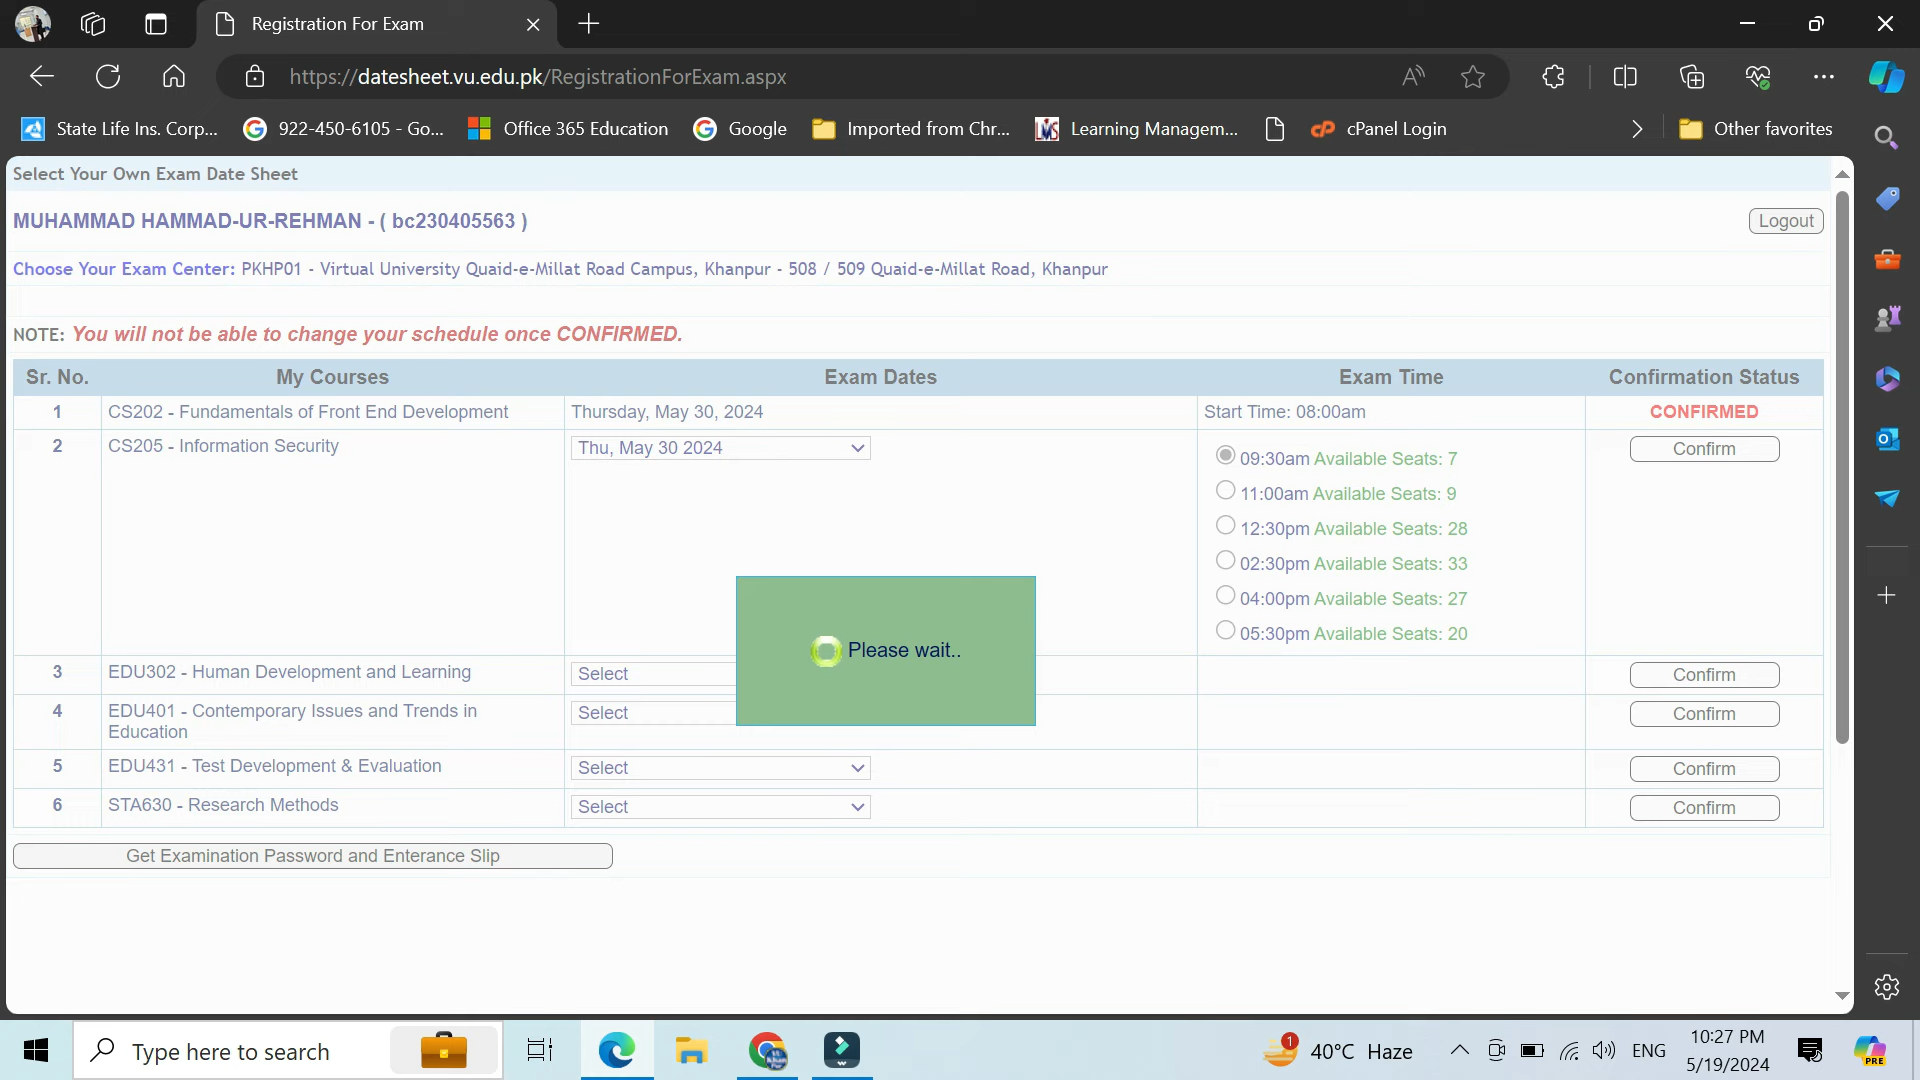 Registration For Exam
https://datesheet.vu.edu.pk/RegistrationForExam.aspx
State Life Ins. Corp... 922-450-6105 - Go... Office 365 Education Google Imported from Chr... Learning Managem... cPanel Login Other favorites
Select Your Own Exam Date Sheet
MUHAMMAD HAMMAD-UR-REHMAN - ( bc230405563 ) Logout
Choose Your Exam Center: PKHP01 - Virtual University Quaid-e-Millat Road Campus, Khanpur - 508 / 509 Quaid-e-Millat Road, Khanpur
NOTE: You will not be able to change your schedule once CONFIRMED.
Sr. No. My Courses Exam Dates Exam Time Confirmation Status
1 CS202 - Fundamentals of Front End Development Thursday, May 30, 2024 Start Time: 08:00am CONFIRMED
2 CS205 - Information Security Thu, May 30 2024 Confirm
09:30am Available Seats: 7
11:00am Available Seats: 9
12:30pm Available Seats: 28
02:30pm Available Seats: 33
04:00pm Available Seats: 27
05:30pm Available Seats: 20
Please wait..
3 EDU302 - Human Development and Learning Select Confirm
4 EDU401 - Contemporary Issues and Trends in Select Confirm
Education
5 EDU431 - Test Development & Evaluation Select Confirm
6 STA630 - Research Methods Select Confirm
Get Examination Password and Enterance Slip
Type here to search
1 40°C Haze ENG
10:27 PM
5/19/2024
PRE